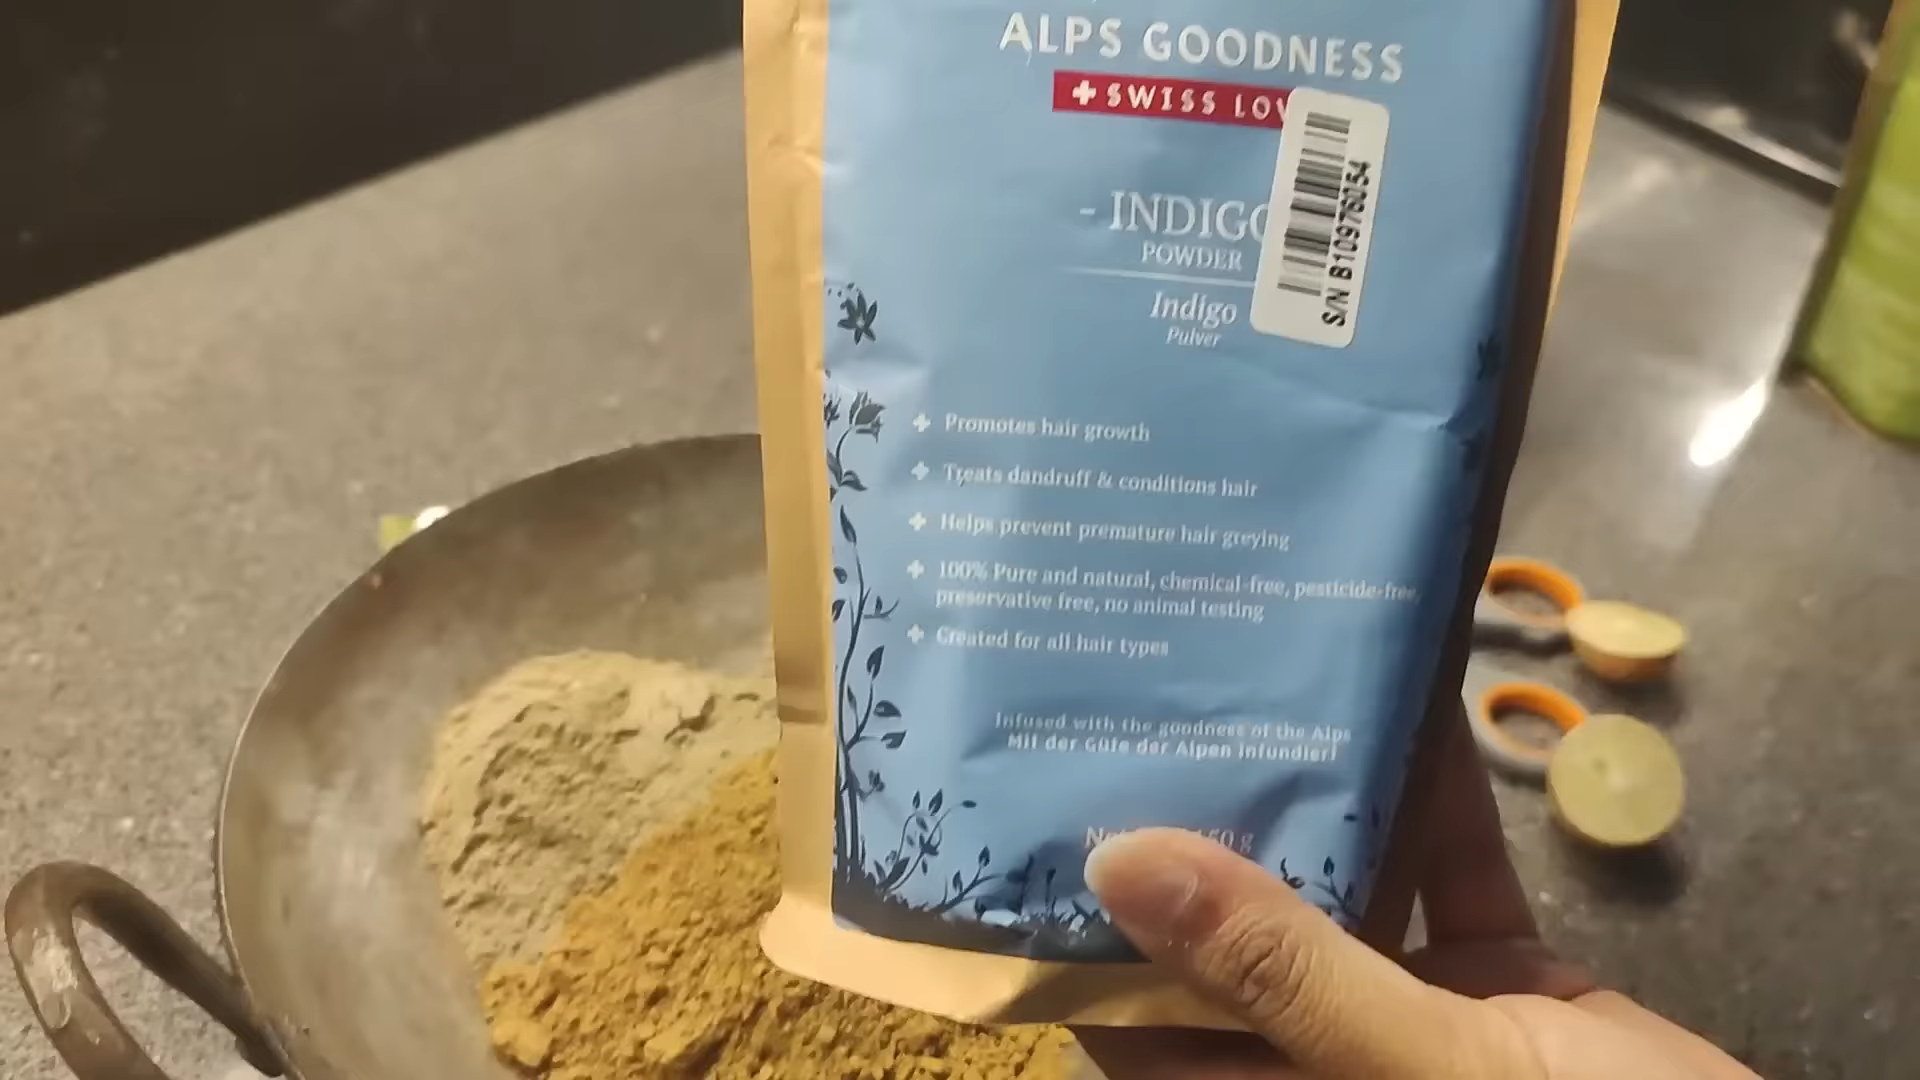 ALPS GOODNESS
SWISS
- INDIGO
POWDER
Indigo
Pulver
S/N B10976054
Promotes hair growth
Treats dandruff & conditions hair
Helps prevent premature hair greying
100% Pure and natural, chemical-free, pesticide-free,
preservative free, no animal testing
Created for all hair types
Infused with the goodness of the Alps
Mit der Güte der Alpen infundiert